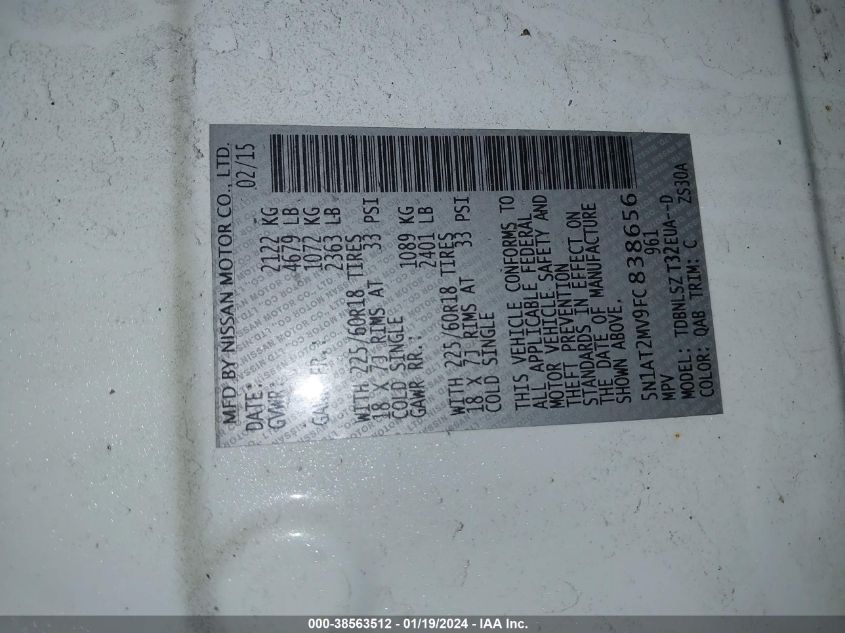 MFD BY NISSAN MOTOR CO., LTD.
DATE: 02/15
GVWR: 2122 KG
4679 LB
GAWR FR.: 1072 KG
2363 LB
WITH 225/60R18 TIRES
18 X 7J RIMS AT 33 PSI
COLD SINGLE
GAWR RR.: 1089 KG
2401 LB
WITH 225/60R18 TIRES
18 X 7J RIMS AT 33 PSI
COLD SINGLE
THIS VEHICLE CONFORMS TO
ALL APPLICABLE FEDERAL
MOTOR VEHICLE SAFETY AND
THEFT PREVENTION
STANDARDS IN EFFECT ON
THE DATE OF MANUFACTURE
SHOWN ABOVE.
5N1AT2MV9FC838656
MPV 961
MODEL: TDBNLSZ T32EUA--D
COLOR: QAB TRIM: C ZS30A
000-38563512 - 01/19/2024 - IAA Inc.